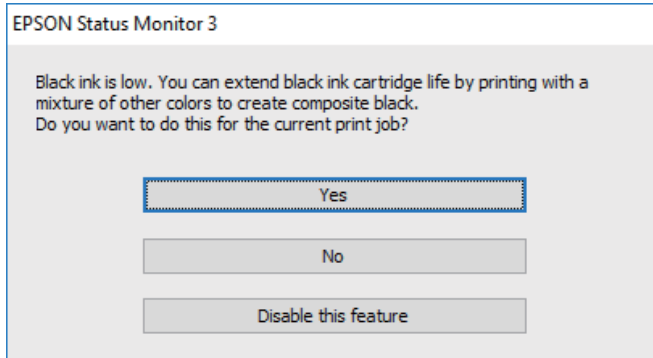 EPSON Status Monitor 3
Black ink is low. You can extend black ink cartridge life by printing with a
mixture of other colors to create composite black.
Do you want to do this for the current print job?
Yes
No
Disable this feature